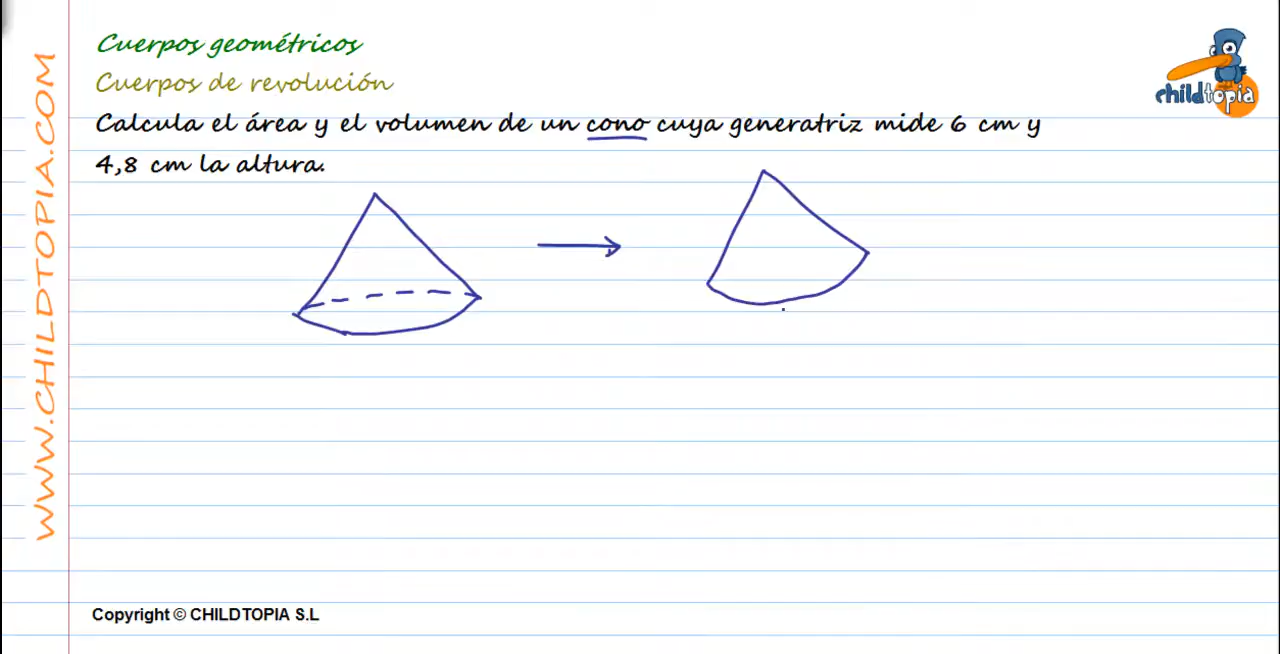 Cuerpos geométricos
Cuerpos de revolución
childtopia
Calcula el área y el volumen de un cono cuya generatriz mide 6 cm y
4,8 cm la altura.
WWW.CHILDTOPIA.COM
Copyright © CHILDTOPIA S.L